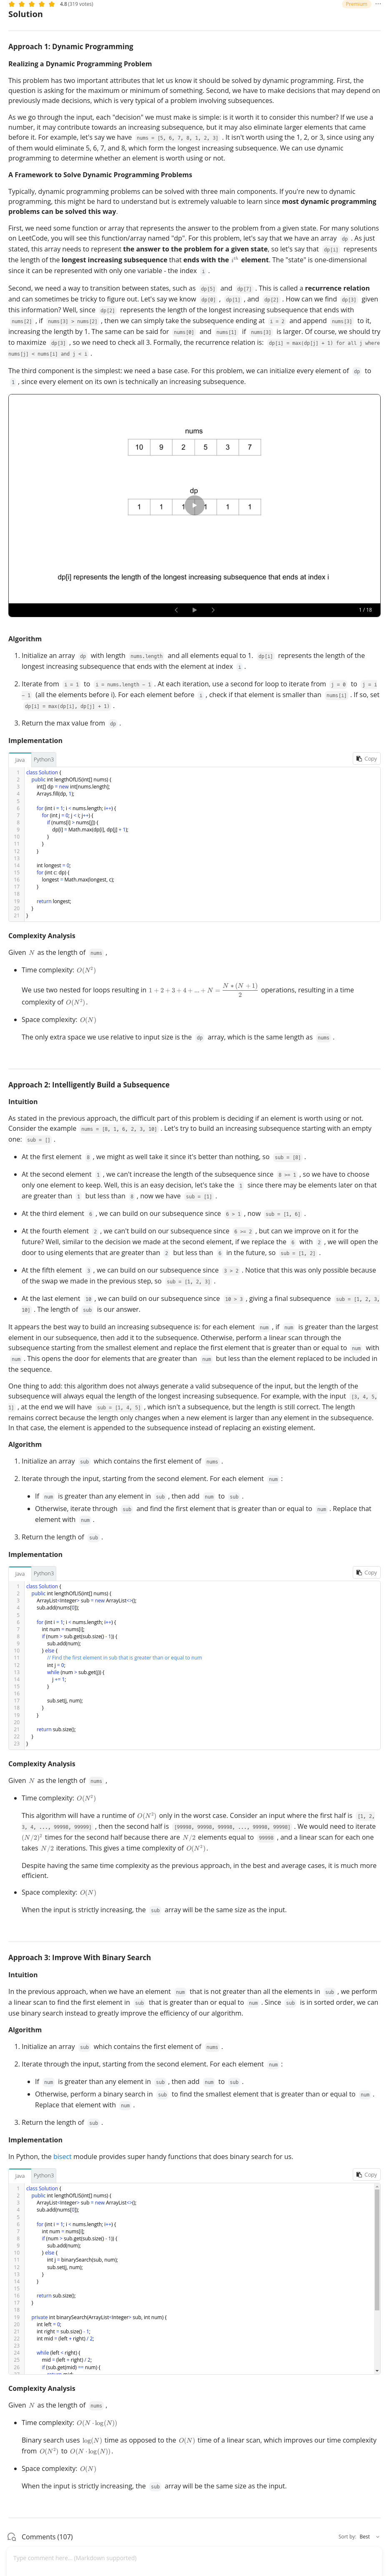 4.8 (319 votes)
Premium
Solution
Approach 1: Dynamic Programming
Realizing a Dynamic Programming Problem
This problem has two important attributes that let us know it should be solved by dynamic programming. First, the
question is asking for the maximum or minimum of something. Second, we have to make decisions that may depend on
previously made decisions, which is very typical of a problem involving subsequences.
As we go through the input, each "decision" we must make is simple: is it worth it to consider this number? If we use a
number, it may contribute towards an increasing subsequence, but it may also eliminate larger elements that came
before it. For example, let's say we have nums = [5, 6, 7, 8, 1, 2, 3] . It isn't worth using the 1, 2, or 3, since using any
of them would eliminate 5, 6, 7, and 8, which form the longest increasing subsequence. We can use dynamic
programming to determine whether an element is worth using or not.
A Framework to Solve Dynamic Programming Problems
Typically, dynamic programming problems can be solved with three main components. If you're new to dynamic
programming, this might be hard to understand but is extremely valuable to learn since most dynamic programming
problems can be solved this way.
First, we need some function or array that represents the answer to the problem from a given state. For many solutions
on LeetCode, you will see this function/array named "dp". For this problem, let's say that we have an array dp . As just
stated, this array needs to represent the answer to the problem for a given state, so let's say that dp[i] represents
the length of the longest increasing subsequence that ends with the i^th element. The "state" is one-dimensional
since it can be represented with only one variable - the index i .
Second, we need a way to transition between states, such as dp[5] and dp[7] . This is called a recurrence relation
and can sometimes be tricky to figure out. Let's say we know dp[0] , dp[1] , and dp[2] . How can we find dp[3] given
this information? Well, since dp[2] represents the length of the longest increasing subsequence that ends with
nums[2] , if nums[3] > nums[2] , then we can simply take the subsequence ending at i = 2 and append nums[3] to it,
increasing the length by 1. The same can be said for nums[0] and nums[1] if nums[3] is larger. Of course, we should try
to maximize dp[3] , so we need to check all 3. Formally, the recurrence relation is: dp[i] = max(dp[j] + 1) for all j where
nums[j] < nums[i] and j < i .
The third component is the simplest: we need a base case. For this problem, we can initialize every element of dp to
1 , since every element on its own is technically an increasing subsequence.
nums
10 9 2 5 3 7
dp
1 1 1 1 1 1
dp[i] represents the length of the longest increasing subsequence that ends at index i
1 / 18
Algorithm
1. Initialize an array dp with length nums.length and all elements equal to 1. dp[i] represents the length of the
longest increasing subsequence that ends with the element at index i .
2. Iterate from i = 1 to i = nums.length - 1 . At each iteration, use a second for loop to iterate from j = 0 to j = i
- 1 (all the elements before i). For each element before i , check if that element is smaller than nums[i] . If so, set
dp[i] = max(dp[i], dp[j] + 1) .
3. Return the max value from dp .
Implementation
Java Python3 Copy
1 class Solution {
2 public int lengthOfLIS(int[] nums) {
3 int[] dp = new int[nums.length];
4 Arrays.fill(dp, 1);
5
6 for (int i = 1; i < nums.length; i++) {
7 for (int j = 0; j < i; j++) {
8 if (nums[i] > nums[j]) {
9 dp[i] = Math.max(dp[i], dp[j] + 1);
10 }
11 }
12 }
13
14 int longest = 0;
15 for (int c: dp) {
16 longest = Math.max(longest, c);
17 }
18
19 return longest;
20 }
21 }
Complexity Analysis
Given N as the length of nums ,
• Time complexity: O(N²)
We use two nested for loops resulting in 1 + 2 + 3 + 4 + ... + N = N * (N + 1) / 2 operations, resulting in a time
complexity of O(N²).
• Space complexity: O(N)
The only extra space we use relative to input size is the dp array, which is the same length as nums .
Approach 2: Intelligently Build a Subsequence
Intuition
As stated in the previous approach, the difficult part of this problem is deciding if an element is worth using or not.
Consider the example nums = [8, 1, 6, 2, 3, 10] . Let's try to build an increasing subsequence starting with an empty
one: sub = [] .
• At the first element 8 , we might as well take it since it's better than nothing, so sub = [8] .
• At the second element 1 , we can't increase the length of the subsequence since 8 >= 1 , so we have to choose
only one element to keep. Well, this is an easy decision, let's take the 1 since there may be elements later on that
are greater than 1 but less than 8 , now we have sub = [1] .
• At the third element 6 , we can build on our subsequence since 6 > 1 , now sub = [1, 6] .
• At the fourth element 2 , we can't build on our subsequence since 6 >= 2 , but can we improve on it for the
future? Well, similar to the decision we made at the second element, if we replace the 6 with 2 , we will open the
door to using elements that are greater than 2 but less than 6 in the future, so sub = [1, 2] .
• At the fifth element 3 , we can build on our subsequence since 3 > 2 . Notice that this was only possible because
of the swap we made in the previous step, so sub = [1, 2, 3] .
• At the last element 10 , we can build on our subsequence since 10 > 3 , giving a final subsequence sub = [1, 2, 3,
10] . The length of sub is our answer.
It appears the best way to build an increasing subsequence is: for each element num , if num is greater than the largest
element in our subsequence, then add it to the subsequence. Otherwise, perform a linear scan through the
subsequence starting from the smallest element and replace the first element that is greater than or equal to num with
num . This opens the door for elements that are greater than num but less than the element replaced to be included in
the sequence.
One thing to add: this algorithm does not always generate a valid subsequence of the input, but the length of the
subsequence will always equal the length of the longest increasing subsequence. For example, with the input [3, 4, 5,
1] , at the end we will have sub = [1, 4, 5] , which isn't a subsequence, but the length is still correct. The length
remains correct because the length only changes when a new element is larger than any element in the subsequence.
In that case, the element is appended to the subsequence instead of replacing an existing element.
Algorithm
1. Initialize an array sub which contains the first element of nums .
2. Iterate through the input, starting from the second element. For each element num :
• If num is greater than any element in sub , then add num to sub .
• Otherwise, iterate through sub and find the first element that is greater than or equal to num . Replace that
element with num .
3. Return the length of sub .
Implementation
Java Python3 Copy
1 class Solution {
2 public int lengthOfLIS(int[] nums) {
3 ArrayList<Integer> sub = new ArrayList<>();
4 sub.add(nums[0]);
5
6 for (int i = 1; i < nums.length; i++) {
7 int num = nums[i];
8 if (num > sub.get(sub.size() - 1)) {
9 sub.add(num);
10 } else {
11 // Find the first element in sub that is greater than or equal to num
12 int j = 0;
13 while (num > sub.get(j)) {
14 j += 1;
15 }
16
17 sub.set(j, num);
18 }
19 }
20
21 return sub.size();
22 }
23 }
Complexity Analysis
Given N as the length of nums ,
• Time complexity: O(N²)
This algorithm will have a runtime of O(N²) only in the worst case. Consider an input where the first half is [1, 2,
3, 4, ..., 99998, 99999] , then the second half is [99998, 99998, 99998, ..., 99998, 99998] . We would need to iterate
(N/2)² times for the second half because there are N/2 elements equal to 99998 , and a linear scan for each one
takes N/2 iterations. This gives a time complexity of O(N²).
Despite having the same time complexity as the previous approach, in the best and average cases, it is much more
efficient.
• Space complexity: O(N)
When the input is strictly increasing, the sub array will be the same size as the input.
Approach 3: Improve With Binary Search
Intuition
In the previous approach, when we have an element num that is not greater than all the elements in sub , we perform
a linear scan to find the first element in sub that is greater than or equal to num . Since sub is in sorted order, we can
use binary search instead to greatly improve the efficiency of our algorithm.
Algorithm
1. Initialize an array sub which contains the first element of nums .
2. Iterate through the input, starting from the second element. For each element num :
• If num is greater than any element in sub , then add num to sub .
• Otherwise, perform a binary search in sub to find the smallest element that is greater than or equal to num .
Replace that element with num .
3. Return the length of sub .
Implementation
In Python, the bisect module provides super handy functions that does binary search for us.
Java Python3 Copy
1 class Solution {
2 public int lengthOfLIS(int[] nums) {
3 ArrayList<Integer> sub = new ArrayList<>();
4 sub.add(nums[0]);
5
6 for (int i = 1; i < nums.length; i++) {
7 int num = nums[i];
8 if (num > sub.get(sub.size() - 1)) {
9 sub.add(num);
10 } else {
11 int j = binarySearch(sub, num);
12 sub.set(j, num);
13 }
14 }
15
16 return sub.size();
17 }
18
19 private int binarySearch(ArrayList<Integer> sub, int num) {
20 int left = 0;
21 int right = sub.size() - 1;
22 int mid = (left + right) / 2;
23
24 while (left < right) {
25 mid = (left + right) / 2;
26 if (sub.get(mid) == num) {
Complexity Analysis
Given N as the length of nums ,
• Time complexity: O(N · log(N))
Binary search uses log(N) time as opposed to the O(N) time of a linear scan, which improves our time complexity
from O(N²) to O(N · log(N)).
• Space complexity: O(N)
When the input is strictly increasing, the sub array will be the same size as the input.
Comments (107)
Sort by: Best
Type comment here... (Markdown supported)